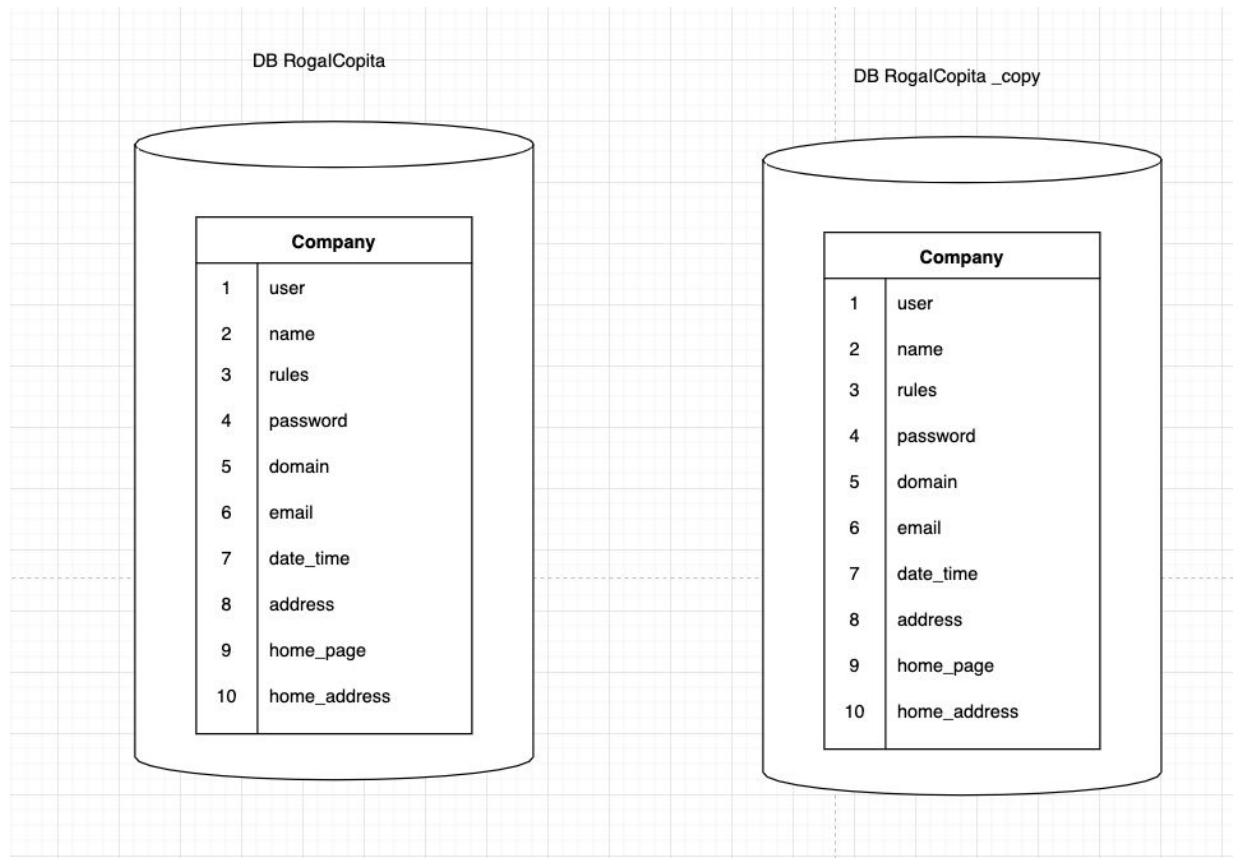 DB RogalCopita
Company
1 user
2 name
3 rules
4 password
5 domain
6 email
7 date_time
8 address
9 home_page
10 home_address
DB RogalCopita _copy
Company
1 user
2 name
3 rules
4 password
5 domain
6 email
7 date_time
8 address
9 home_page
10 home_address